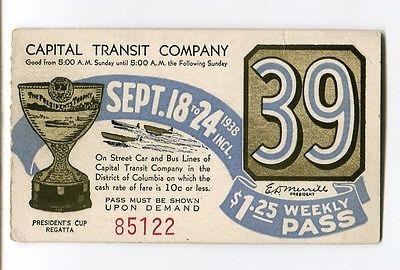 CAPITAL TRANSIT COMPANY
Good from 5:00 A.M. Sunday until 5:00 A.M. the Following Sunday
39
The President's
SEPT. 18 TO 24 1938 INCL.
On Street Car and Bus Lines of
Capital Transit Company in the
District of Columbia on which the
cash rate of fare is 10c or less.
PASS MUST BE SHOWN
UPON DEMAND
E. D. Merrill
PRESIDENT
$1.25 WEEKLY
PASS
PRESIDENT'S CUP
REGATTA
85122